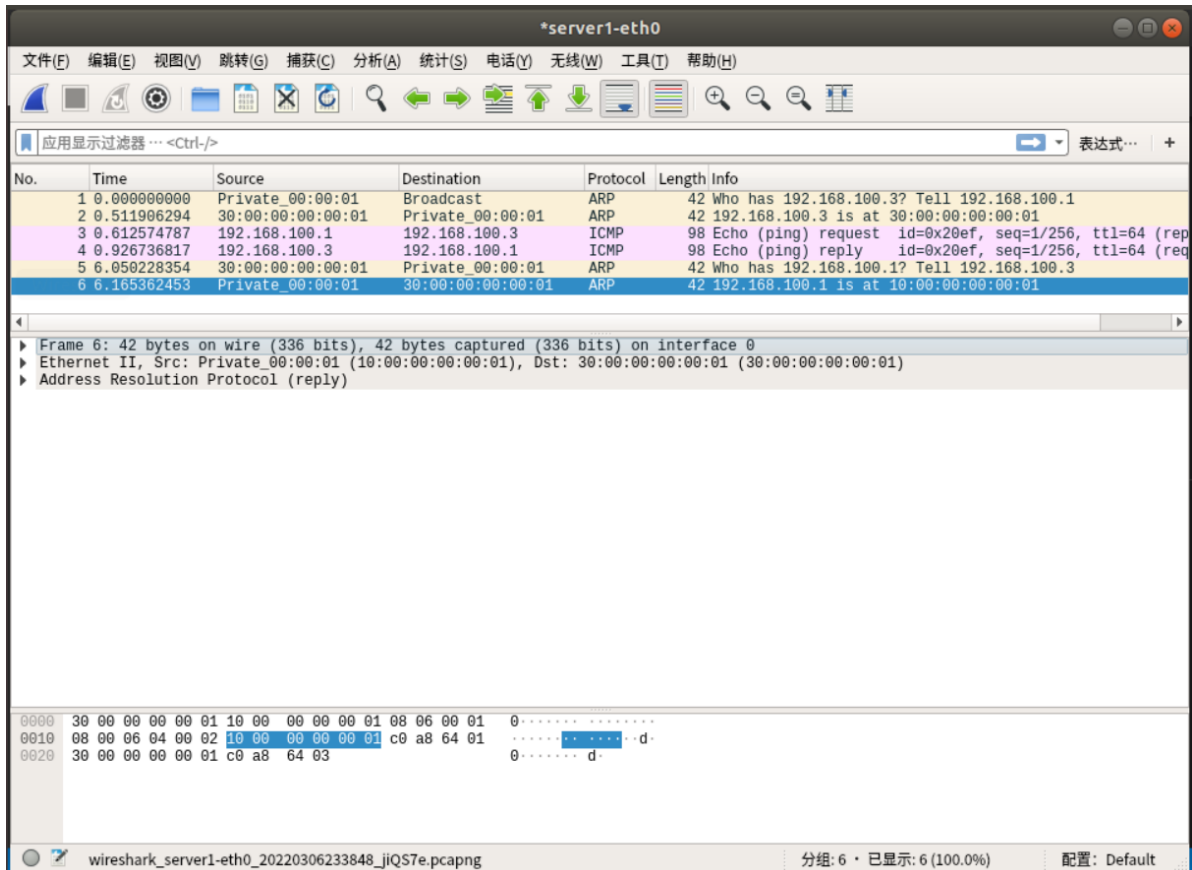 *server1-eth0
文件(F) 编辑(E) 视图(V) 跳转(G) 捕获(C) 分析(A) 统计(S) 电话(Y) 无线(W) 工具(T) 帮助(H)
应用显示过滤器 … <Ctrl-/> 表达式… +
No. Time Source Destination Protocol Length Info
1 0.000000000 Private_00:00:01 Broadcast ARP 42 Who has 192.168.100.3? Tell 192.168.100.1
2 0.511906294 30:00:00:00:00:01 Private_00:00:01 ARP 42 192.168.100.3 is at 30:00:00:00:00:01
3 0.612574787 192.168.100.1 192.168.100.3 ICMP 98 Echo (ping) request id=0x20ef, seq=1/256, ttl=64 (rep
4 0.926736817 192.168.100.3 192.168.100.1 ICMP 98 Echo (ping) reply id=0x20ef, seq=1/256, ttl=64 (req
5 6.050228354 30:00:00:00:00:01 Private_00:00:01 ARP 42 Who has 192.168.100.1? Tell 192.168.100.3
6 6.165362453 Private_00:00:01 30:00:00:00:00:01 ARP 42 192.168.100.1 is at 10:00:00:00:00:01
Frame 6: 42 bytes on wire (336 bits), 42 bytes captured (336 bits) on interface 0
Ethernet II, Src: Private_00:00:01 (10:00:00:00:00:01), Dst: 30:00:00:00:00:01 (30:00:00:00:00:01)
Address Resolution Protocol (reply)
0000 30 00 00 00 00 01 10 00 00 00 00 01 08 06 00 01 0······· ········
0010 08 00 06 04 00 02 10 00 00 00 00 01 c0 a8 64 01 ········ ······d·
0020 30 00 00 00 00 01 c0 a8 64 03 0······· d·
wireshark_server1-eth0_20220306233848_jiQS7e.pcapng 分组: 6 · 已显示: 6 (100.0%) 配置: Default